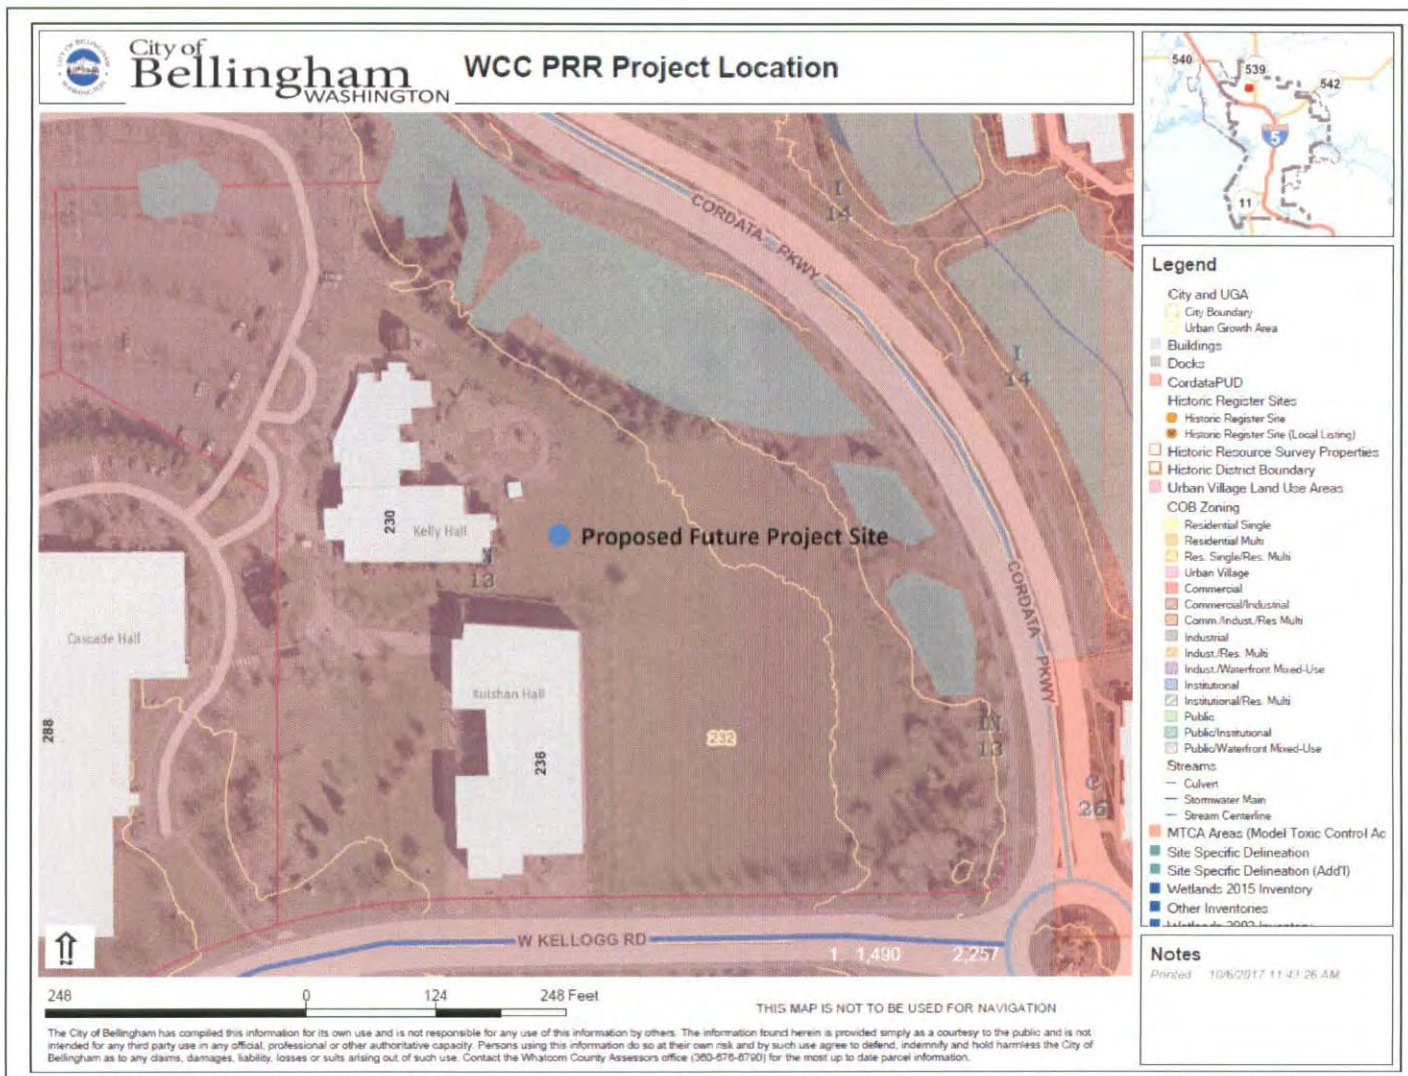 CITY OF BELLINGHAM
WASHINGTON
City of
Bellingham
WASHINGTON
WCC PRR Project Location
540
539
542
5
11
CORDATA PKWY
I
14
I
14
230
Kelly Hall
Proposed Future Project Site
13
Cascade Hall
288
Kulshan Hall
236
232
CORDATA PKWY
IN
13
C
26
W KELLOGG RD
1 1,490 2,257
Legend
City and UGA
City Boundary
Urban Growth Area
Buildings
Docks
CordataPUD
Historic Register Sites
Historic Register Site
Historic Register Site (Local Listing)
Historic Resource Survey Properties
Historic District Boundary
Urban Village Land Use Areas
COB Zoning
Residential Single
Residential Multi
Res. Single/Res. Multi
Urban Village
Commercial
Commercial/Industrial
Comm./Indust./Res Multi
Industrial
Indust./Res. Multi
Indust./Waterfront Mixed-Use
Institutional
Institutional/Res. Multi
Public
Public/Institutional
Public/Waterfront Mixed-Use
Streams
Culvert
Stormwater Main
Stream Centerline
MTCA Areas (Model Toxic Control Ac
Site Specific Delineation
Site Specific Delineation (Add'l)
Wetlands 2015 Inventory
Other Inventories
Notes
Printed 10/6/2017 11:43:26 AM
248 0 124 248 Feet
THIS MAP IS NOT TO BE USED FOR NAVIGATION
The City of Bellingham has compiled this information for its own use and is not responsible for any use of this information by others. The information found herein is provided simply as a courtesy to the public and is not
intended for any third party use in any official, professional or other authoritative capacity. Persons using this information do so at their own risk and by such use agree to defend, indemnify and hold harmless the City of
Bellingham as to any claims, damages, liability, losses or suits arising out of such use. Contact the Whatcom County Assessors office (360-676-6790) for the most up to date parcel information.